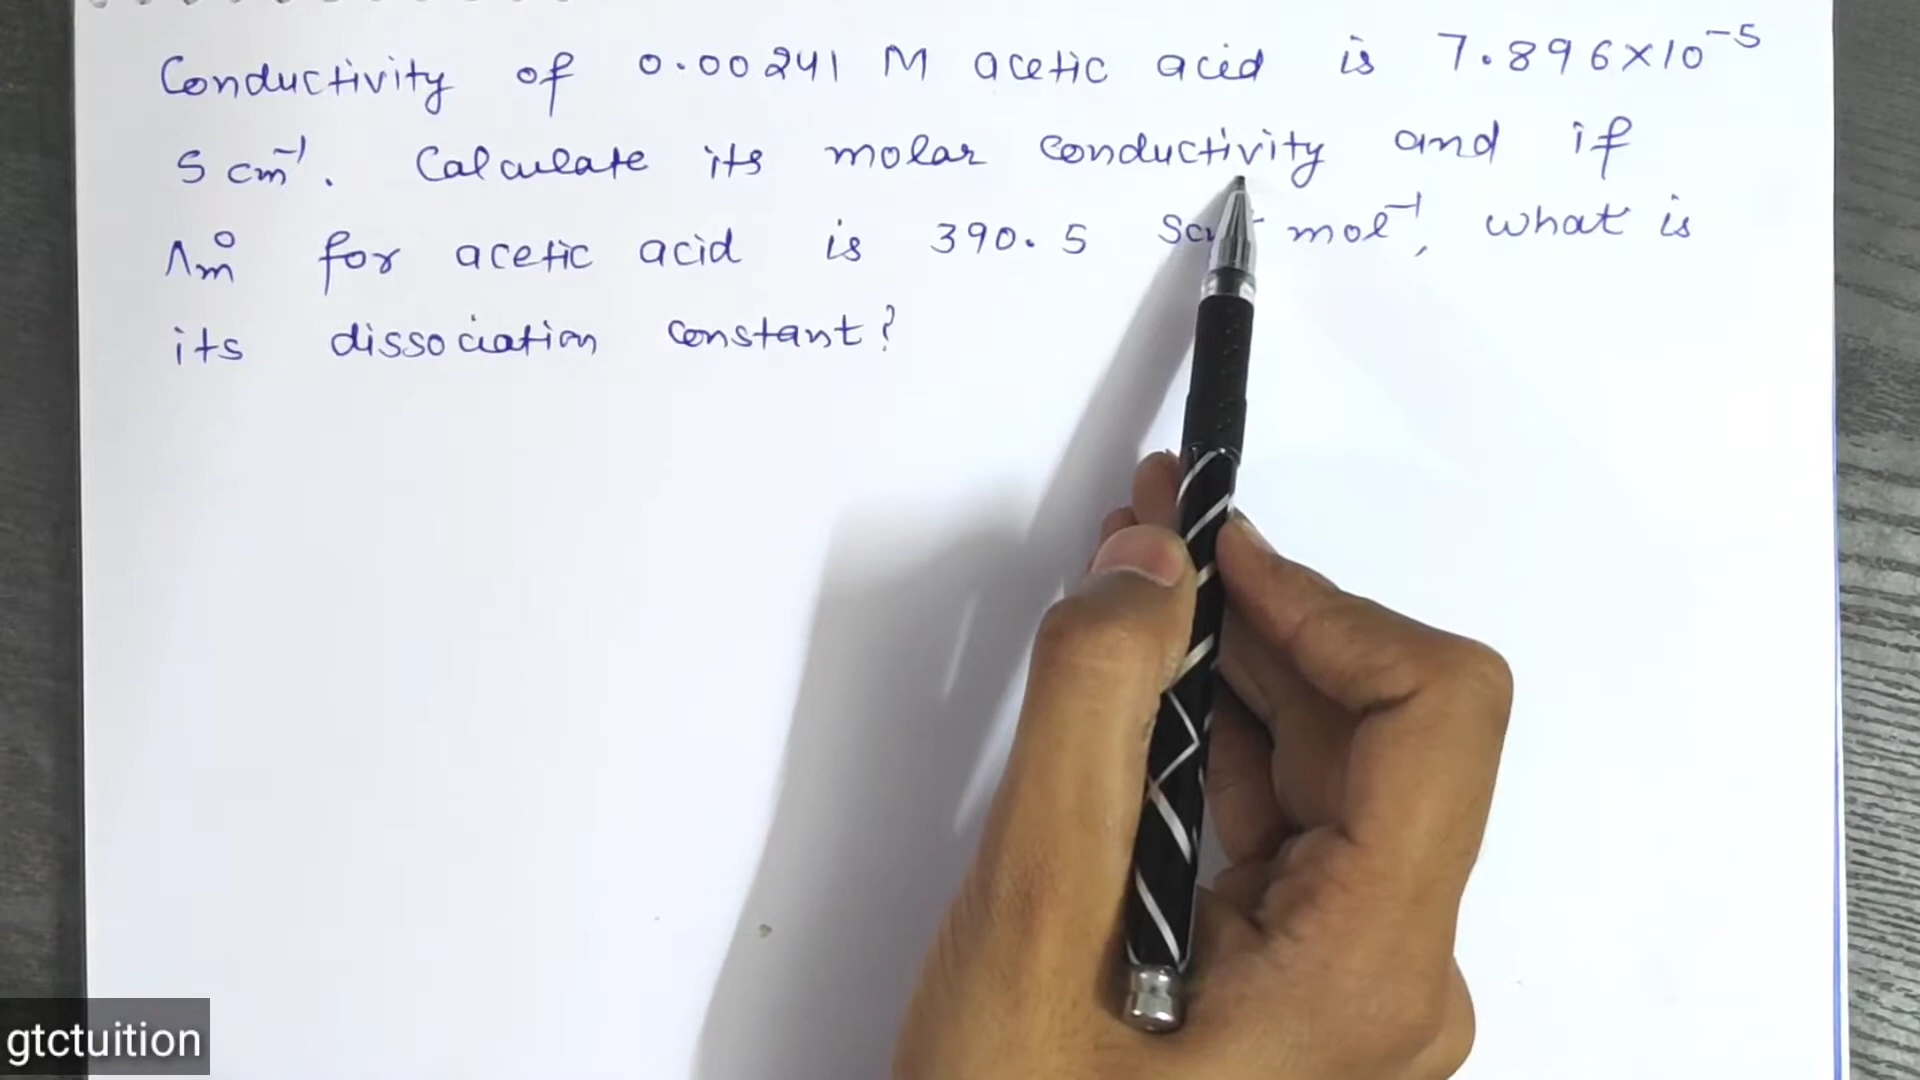 Conductivity of 0.00241 M acetic acid is 7.896×10⁻⁵
S cm⁻¹. Calculate its molar conductivity and if
Λ°m for acetic acid is 390.5 mol⁻¹, what is
its dissociation constant?
gtctuition